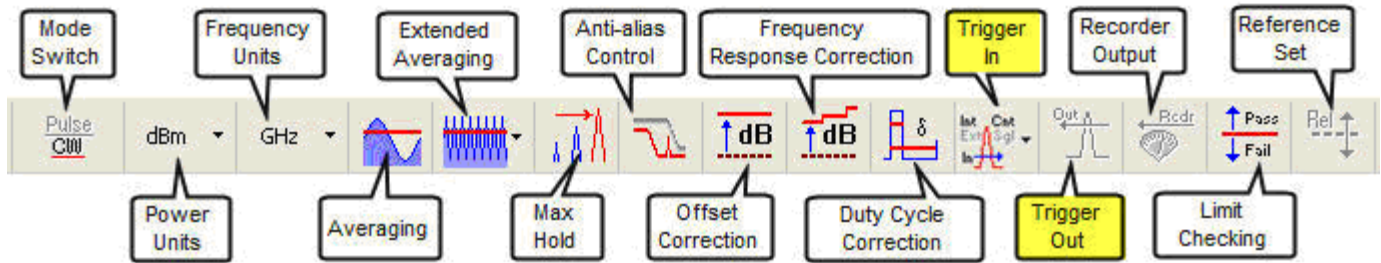 Mode
Switch
Frequency
Units
Extended
Averaging
Anti-alias
Control
Frequency
Response Correction
Trigger
In
Recorder
Output
Reference
Set
Pulse
CW
dBm
GHz
dB
dB
δ
Int Cnt
Ext Sgl
In
Out
Rcdr
Pass
Fail
Rel
Power
Units
Averaging
Max
Hold
Offset
Correction
Duty Cycle
Correction
Trigger
Out
Limit
Checking